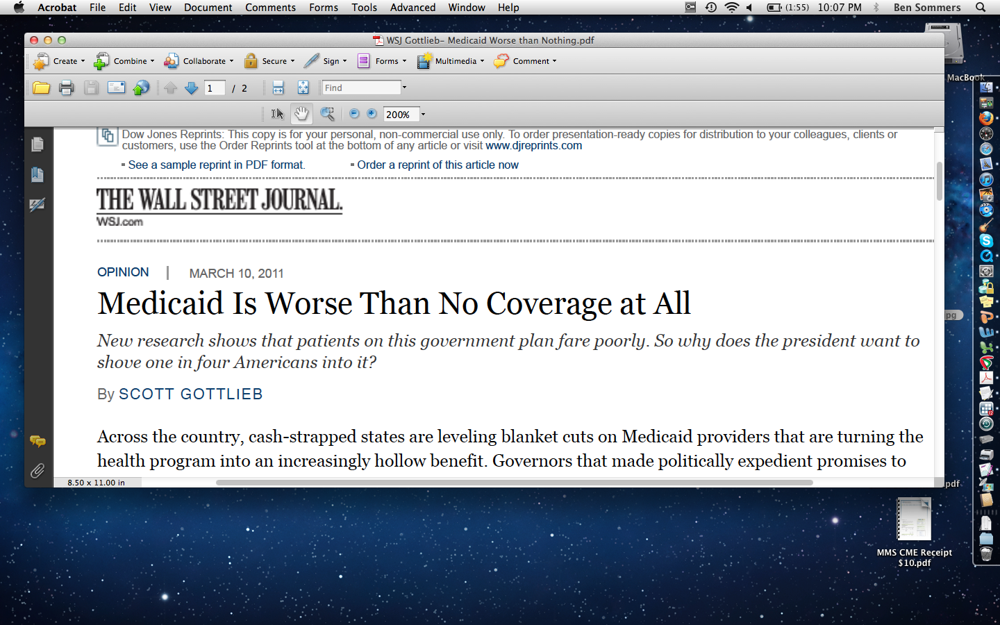 Acrobat File Edit View Document Comments Forms Tools Advanced Window Help (1:55) 10:07 PM Ben Sommers
WSJ Gottlieb- Medicaid Worse than Nothing.pdf
Create Combine Collaborate Secure Sign Forms Multimedia Comment
1 / 2 Find
200%
MacBook
Dow Jones Reprints: This copy is for your personal, non-commercial use only. To order presentation-ready copies for distribution to your colleagues, clients or
customers, use the Order Reprints tool at the bottom of any article or visit www.djreprints.com
See a sample reprint in PDF format. Order a reprint of this article now
THE WALL STREET JOURNAL.
WSJ.com
OPINION | MARCH 10, 2011
Medicaid Is Worse Than No Coverage at All
New research shows that patients on this government plan fare poorly. So why does the president want to
shove one in four Americans into it?
By SCOTT GOTTLIEB
Across the country, cash-strapped states are leveling blanket cuts on Medicaid providers that are turning the
health program into an increasingly hollow benefit. Governors that made politically expedient promises to
8.50 x 11.00 in
pg
.pdf
MMS CME Receipt
$10.pdf